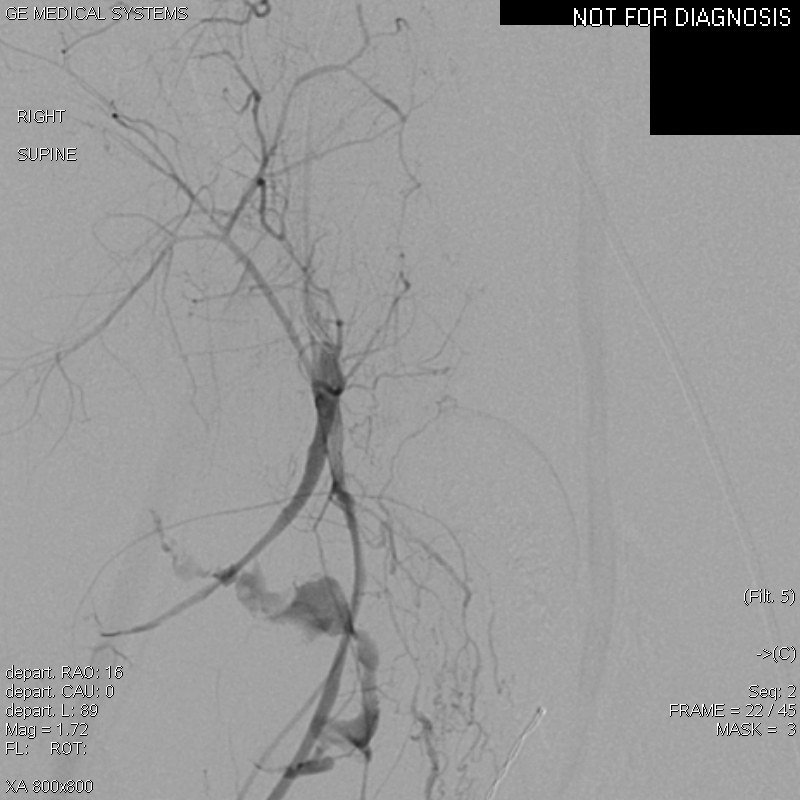 GE MEDICAL SYSTEMS
NOT FOR DIAGNOSIS
RIGHT
SUPINE
(Filt. 5)
->(C)
depart. RAO: 16
depart. CAU: 0
depart. L: 89
Mag = 1.72
FL: ROT:
Seq: 2
FRAME = 22 / 45
MASK = 3
XA 800x800